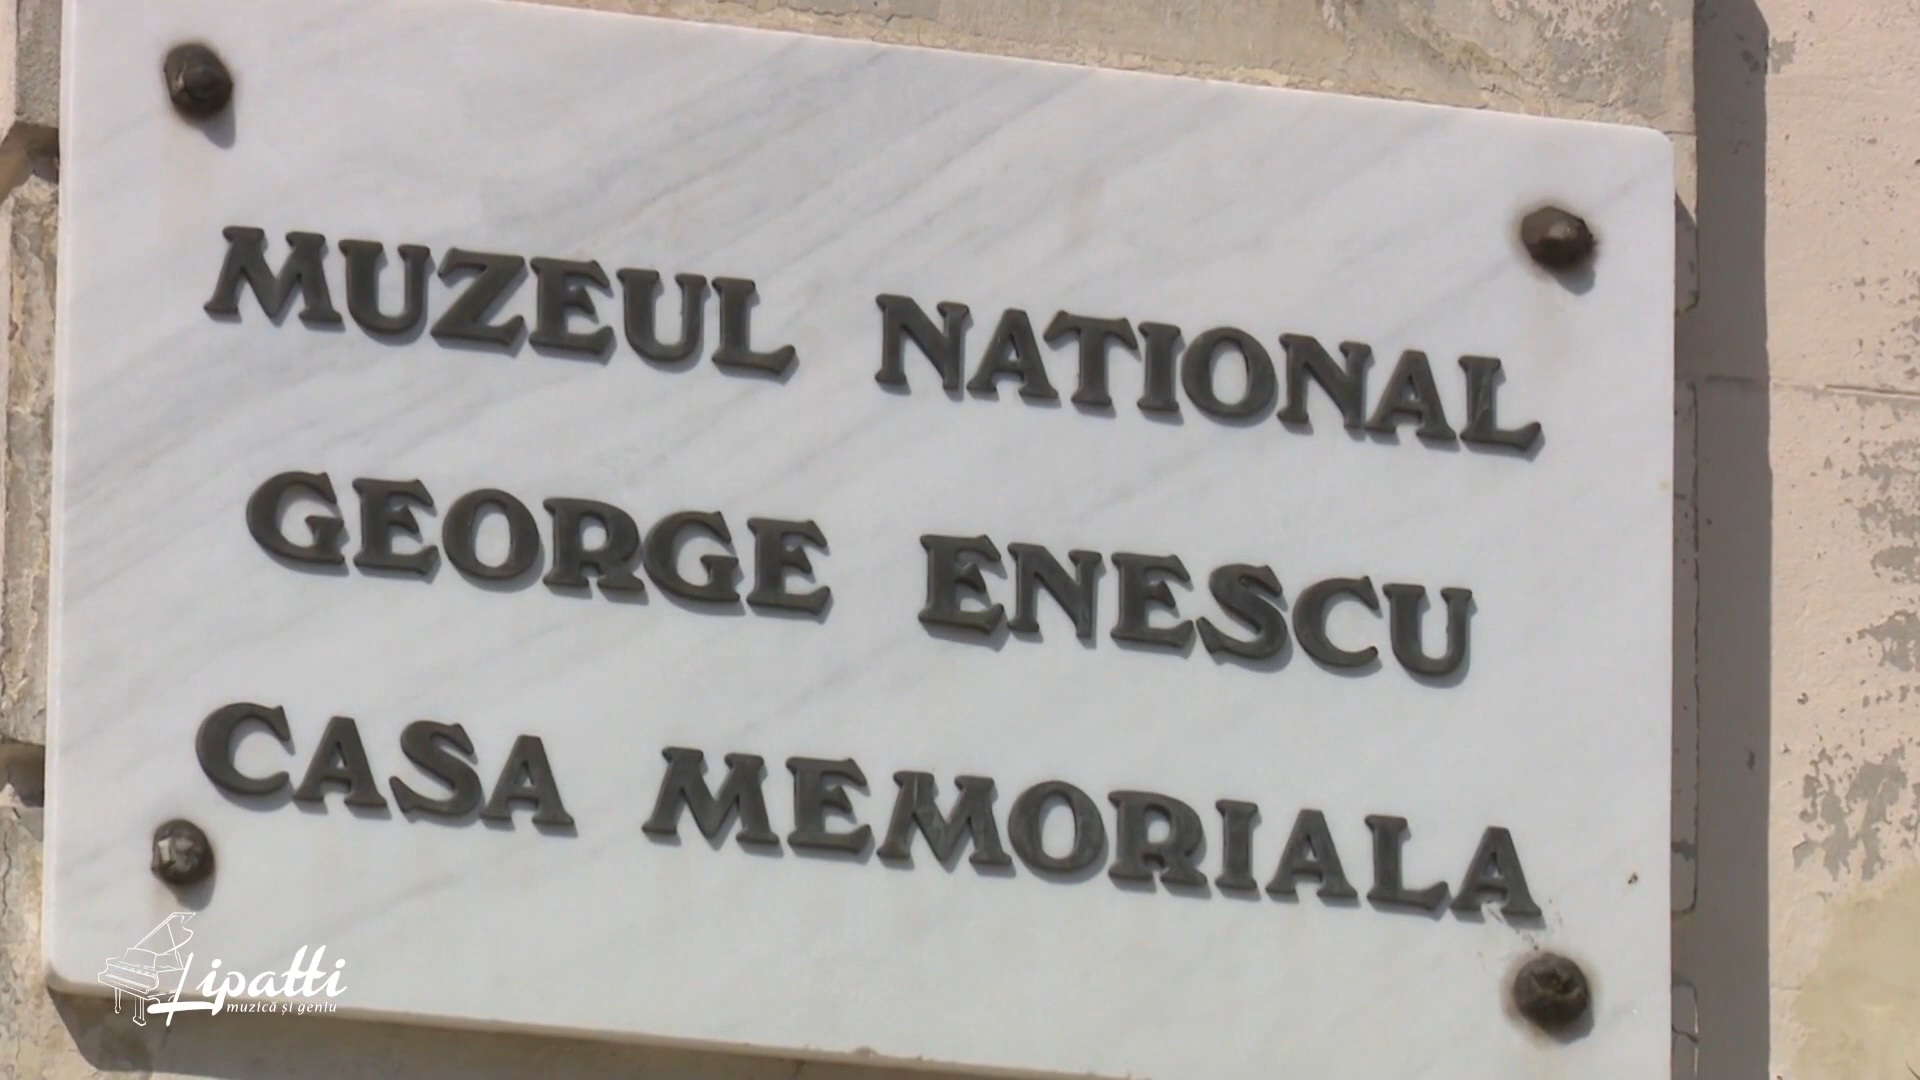 MUZEUL NATIONAL
GEORGE ENESCU
CASA MEMORIALA
Lipatti
muzică și geniu